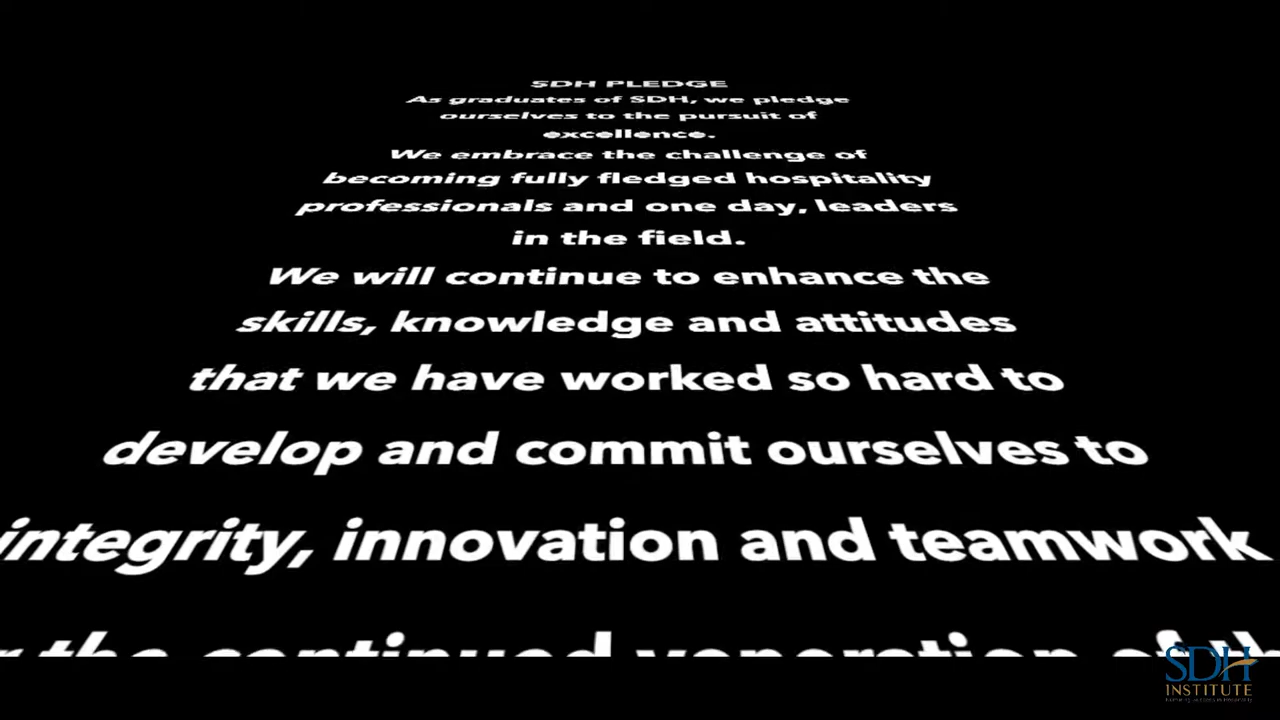 SDH PLEDGE
As graduates of SDH, we pledge
ourselves to the pursuit of
excellence.
We embrace the challenge of
becoming fully fledged hospitality
professionals and one day, leaders
in the field.
We will continue to enhance the
skills, knowledge and attitudes
that we have worked so hard to
develop and commit ourselves to
integrity, innovation and teamwork
the continued
SDH
INSTITUTE